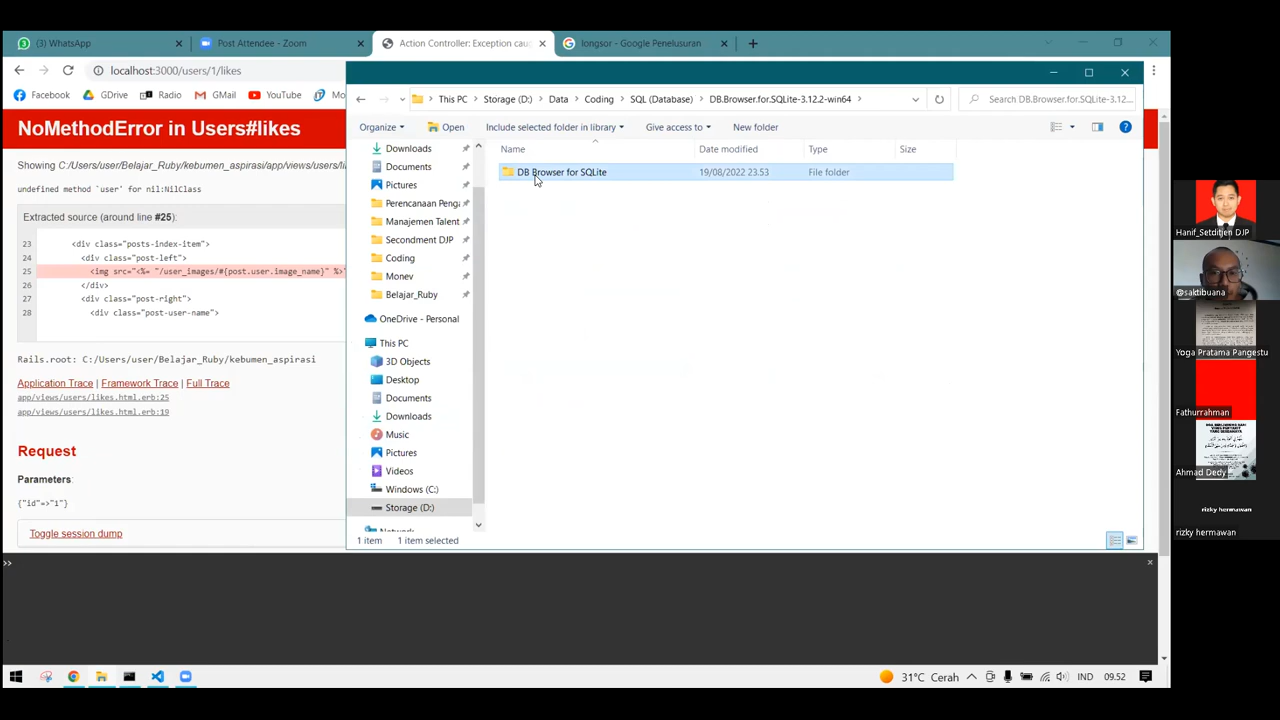 (3) WhatsApp
Post Attendee - Zoom
Action Controller: Exception cau
longsor - Google Penelusuran
localhost:3000/users/1/likes
Facebook
GDrive
Radio
GMail
YouTube
NoMethodError in Users#likes
Showing C:/Users/user/Belajar_Ruby/kebumen_aspirasi/app/views/users/li
undefined method `user' for nil:NilClass
Extracted source (around line #25):
23 <div class="posts-index-item">
24 <div class="post-left">
25 <img src="<%= "/user_images/#{post.user.image_name}" %>"
26 </div>
27 <div class="post-right">
28 <div class="post-user-name">
Rails.root: C:/Users/user/Belajar_Ruby/kebumen_aspirasi
Application Trace | Framework Trace | Full Trace
app/views/users/likes.html.erb:25
app/views/users/likes.html.erb:19
Request
Parameters:
{"id"=>"1"}
Toggle session dump
>>
This PC
Storage (D:)
Data
Coding
SQL (Database)
DB.Browser.for.SQLite-3.12.2-win64
Search DB.Browser.for.SQLite-3.12...
Organize
Open
Include selected folder in library
Give access to
New folder
Name
Date modified
Type
Size
DB Browser for SQLite
19/08/2022 23.53
File folder
Downloads
Documents
Pictures
Perencanaan Penga
Manajemen Talent
Secondment DJP
Coding
Monev
Belajar_Ruby
OneDrive - Personal
This PC
3D Objects
Desktop
Documents
Downloads
Music
Pictures
Videos
Windows (C:)
Storage (D:)
Network
1 item
1 item selected
31°C Cerah
IND
09.52
Hanif_Setditjen DJP
@saktibuana
Yoga Pratama Pangestu
Fathurrahman
Ahmad Dedy
rizky hermawan
rizky hermawan